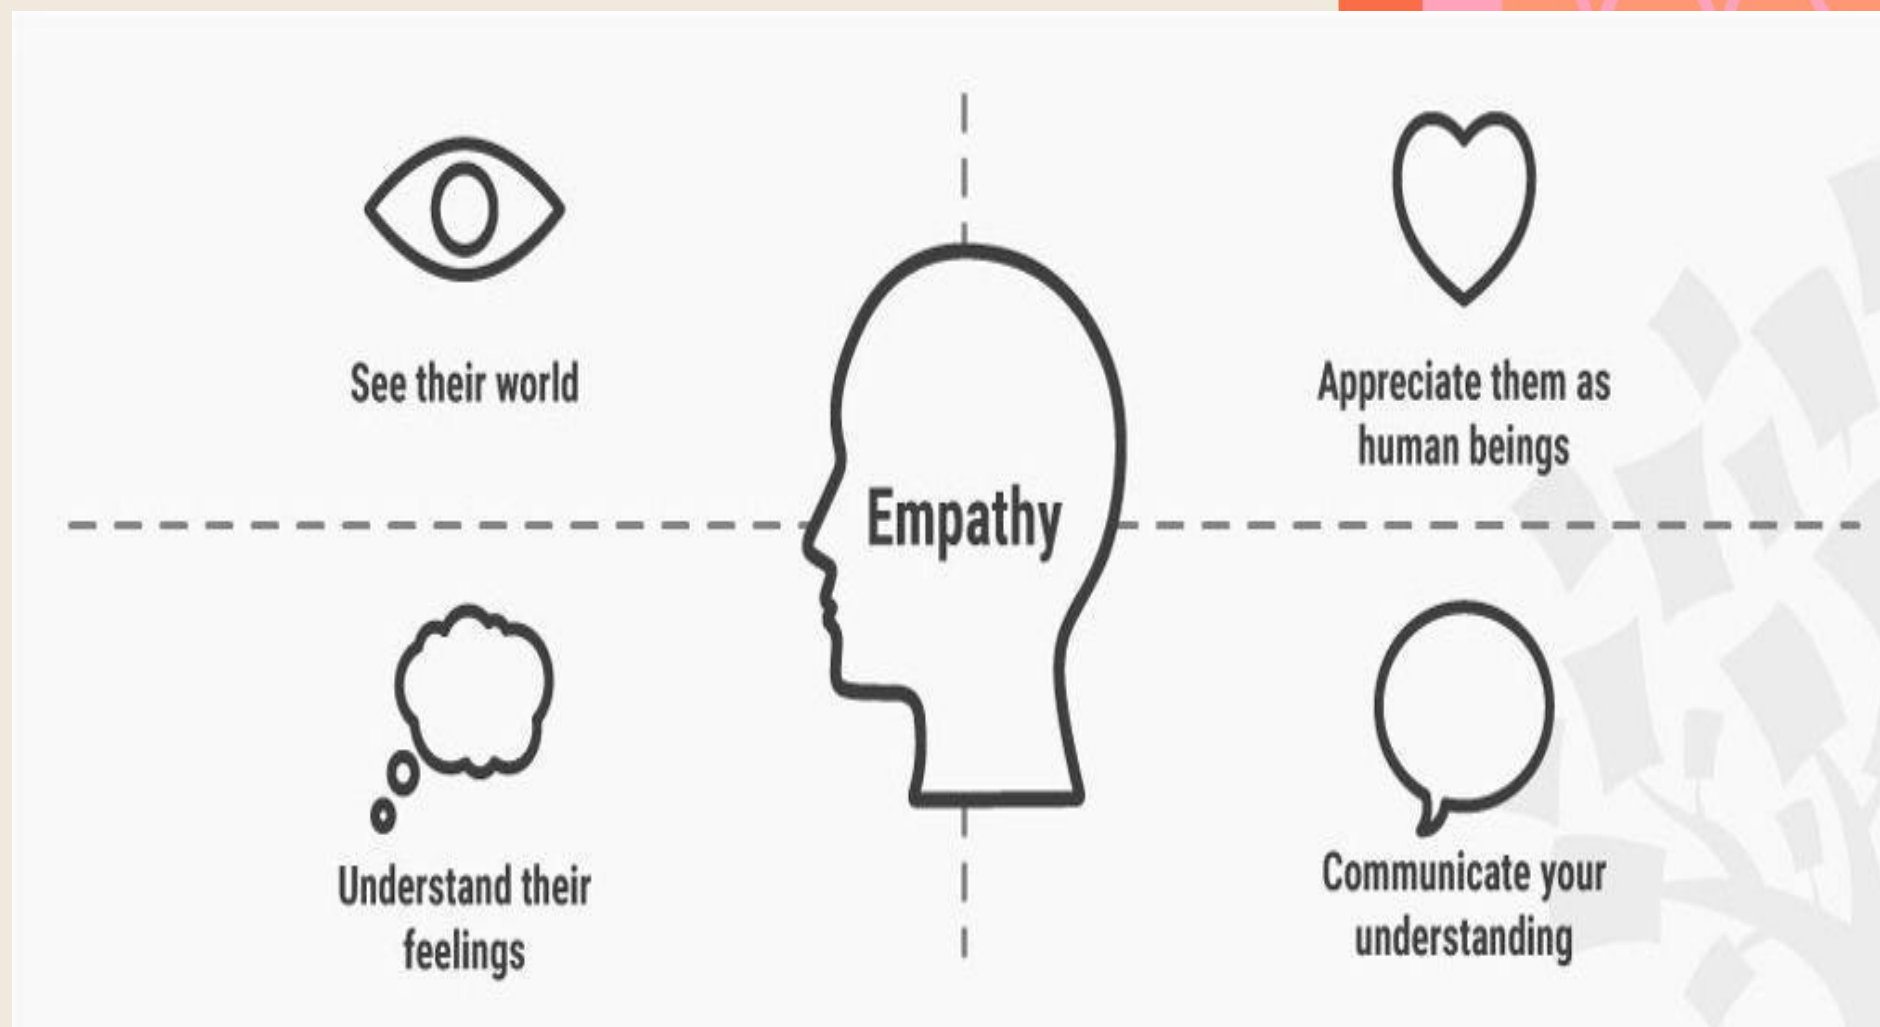 See their world
Appreciate them as
human beings
Empathy
Understand their
feelings
Communicate your
understanding